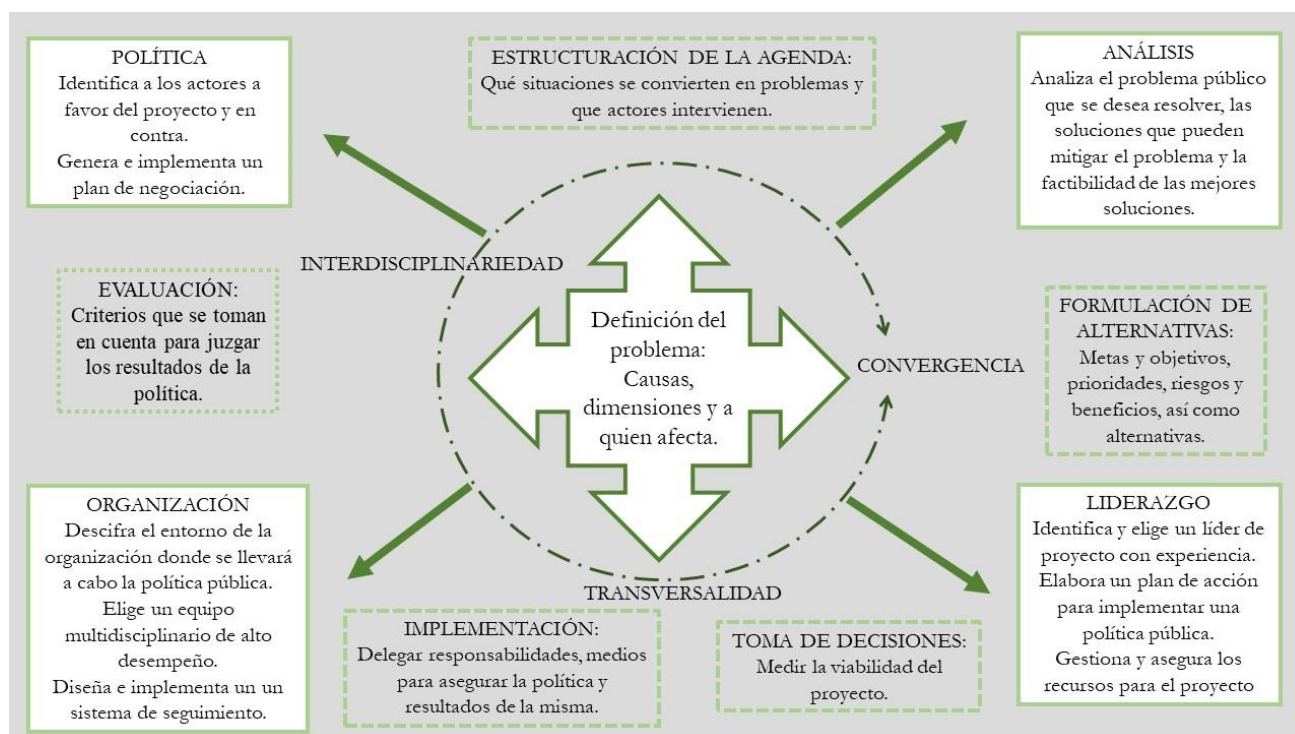 POLÍTICA
Identifica a los actores a
favor del proyecto y en
contra.
Genera e implementa un
plan de negociación.
ESTRUCTURACIÓN DE LA AGENDA:
Qué situaciones se convierten en problemas y
que actores intervienen.
ANÁLISIS
Analiza el problema público
que se desea resolver, las
soluciones que pueden
mitigar el problema y la
factibilidad de las mejores
soluciones.
INTERDISCIPLINARIEDAD
EVALUACIÓN:
Criterios que se toman
en cuenta para juzgar
los resultados de la
política.
Definición del
problema:
Causas,
dimensiones y a
quien afecta.
CONVERGENCIA
FORMULACIÓN DE
ALTERNATIVAS:
Metas y objetivos,
prioridades, riesgos y
beneficios, así como
alternativas.
ORGANIZACIÓN
Descifra el entorno de la
organización donde se llevará
a cabo la política pública.
Elige un equipo
multidisciplinario de alto
desempeño.
Diseña e implementa un un
sistema de seguimiento.
TRANSVERSALIDAD
IMPLEMENTACIÓN:
Delegar responsabilidades, medios
para asegurar la política y
resultados de la misma.
TOMA DE DECISIONES:
Medir la viabilidad del
proyecto.
LIDERAZGO
Identifica y elige un líder de
proyecto con experiencia.
Elabora un plan de acción
para implementar una
política pública.
Gestiona y asegura los
recursos para el proyecto